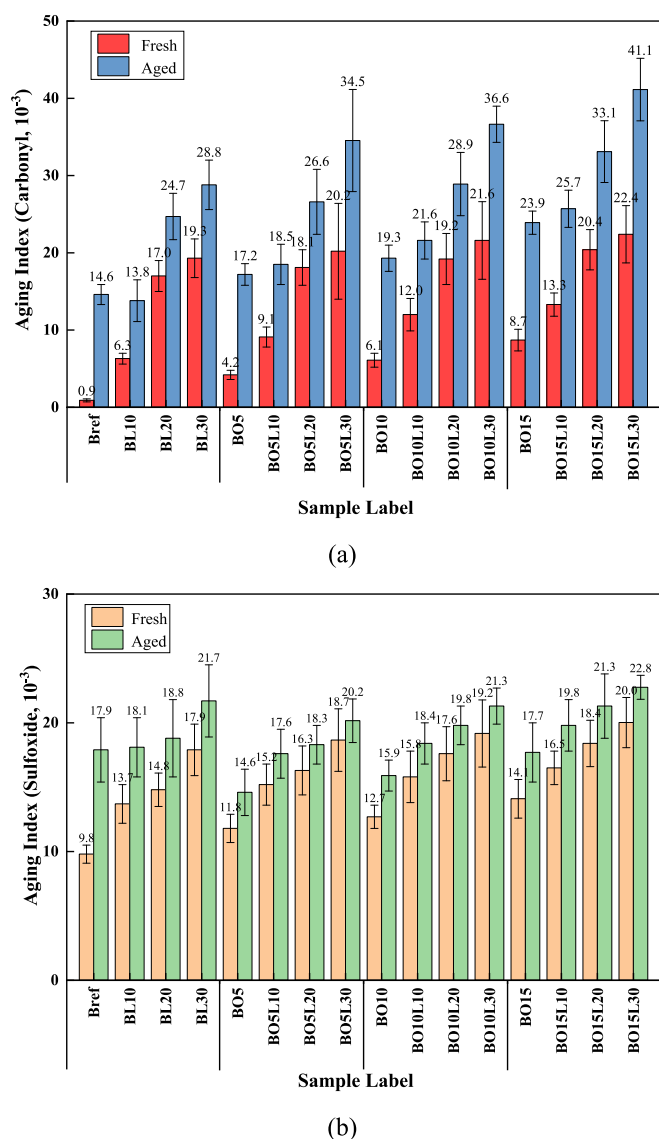 50
40
30
20
10
0
Aging Index (Carbonyl, 10⁻³)
Fresh
Aged
0.9
14.6
6.3
13.8
17.0
24.7
19.3
28.8
4.2
17.2
9.1
18.5
18.1
26.6
20.2
34.5
6.1
19.3
12.0
21.6
19.2
28.9
21.6
36.6
8.7
23.9
13.3
25.7
20.4
33.1
22.4
41.1
Bref
BL10
BL20
BL30
BO5
BO5L10
BO5L20
BO5L30
BO10
BO10L10
BO10L20
BO10L30
BO15
BO15L10
BO15L20
BO15L30
Sample Label
(a)
30
20
10
0
Aging Index (Sulfoxide, 10⁻³)
Fresh
Aged
9.8
17.9
13.7
18.1
14.8
18.8
17.9
21.7
11.8
14.6
15.2
17.6
16.3
18.3
18.7
20.2
12.7
15.9
15.8
18.4
17.6
19.8
19.2
21.3
14.1
17.7
16.5
19.8
18.4
21.3
20.0
22.8
Bref
BL10
BL20
BL30
BO5
BO5L10
BO5L20
BO5L30
BO10
BO10L10
BO10L20
BO10L30
BO15
BO15L10
BO15L20
BO15L30
Sample Label
(b)